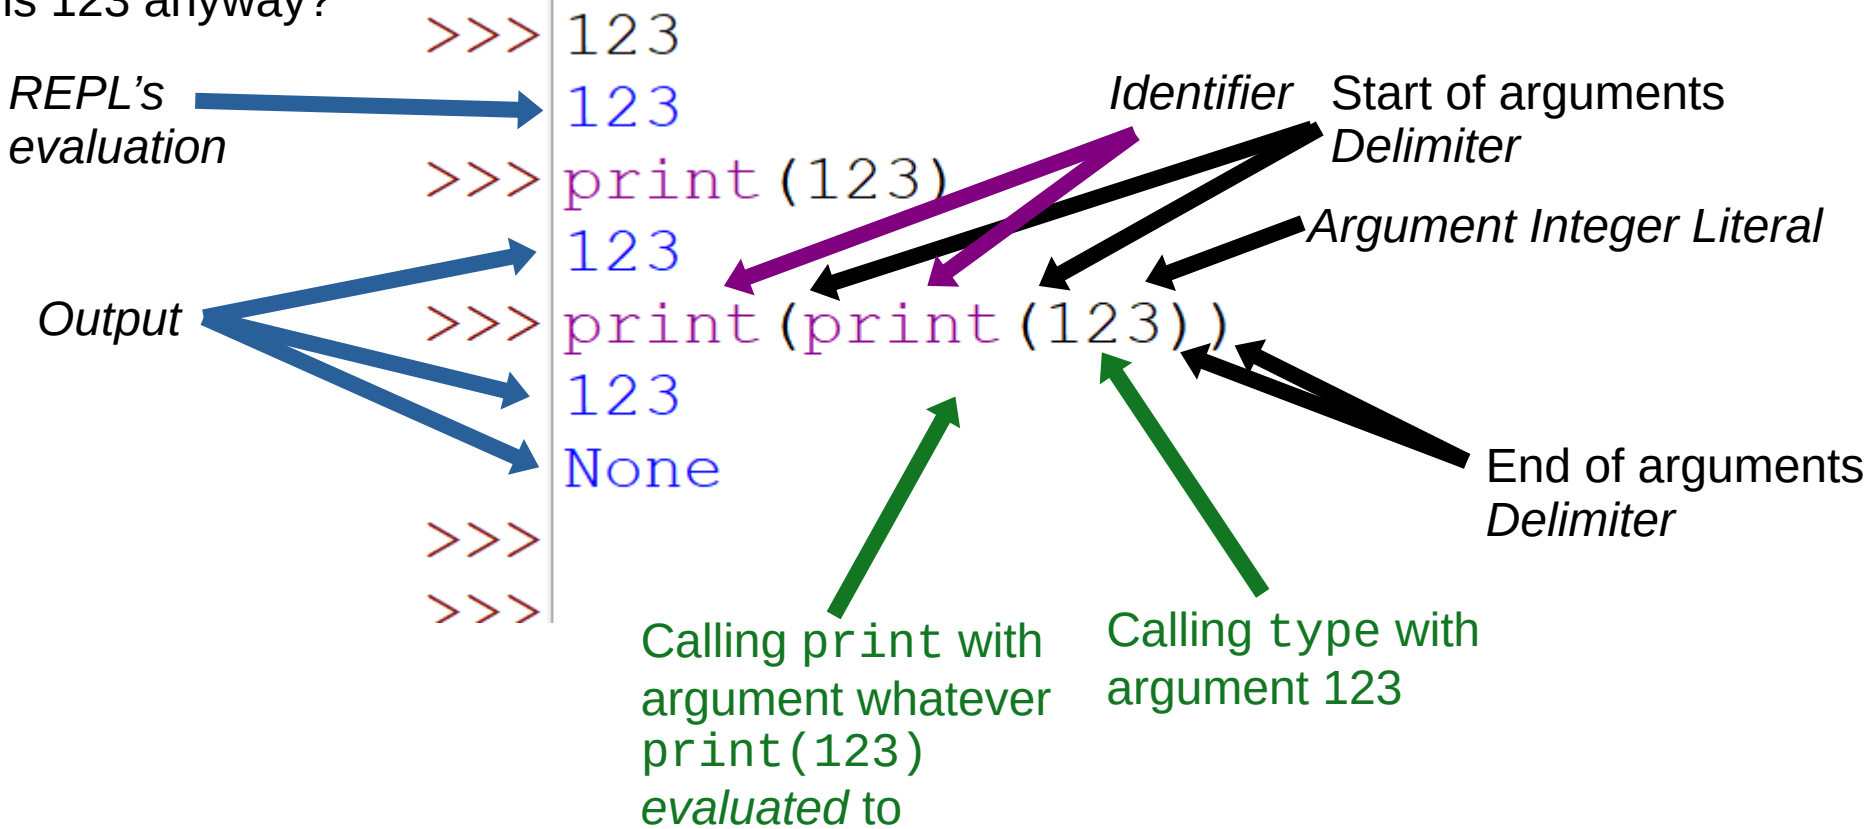 is 123 anyway?
>>> 123
REPL's
evaluation
123
Identifier
Start of arguments
Delimiter
>>> print(123)
Argument Integer Literal
123
Output
>>> print(print(123))
123
None
End of arguments
Delimiter
>>>
>>>
Calling print with
argument whatever
print(123)
evaluated to
Calling type with
argument 123